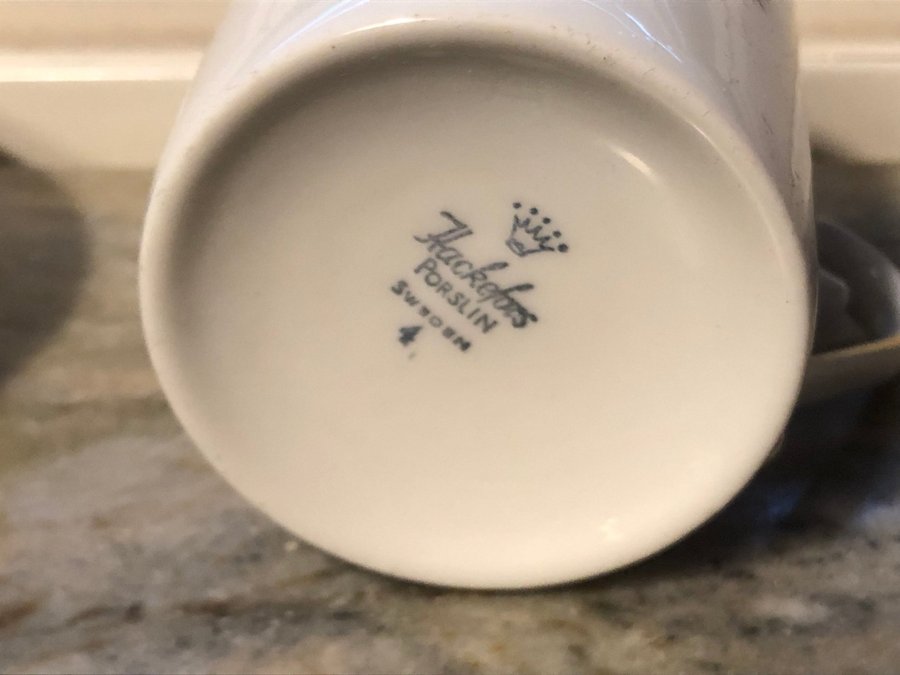 Hackefors
PORSLIN
SWEDEN
4.